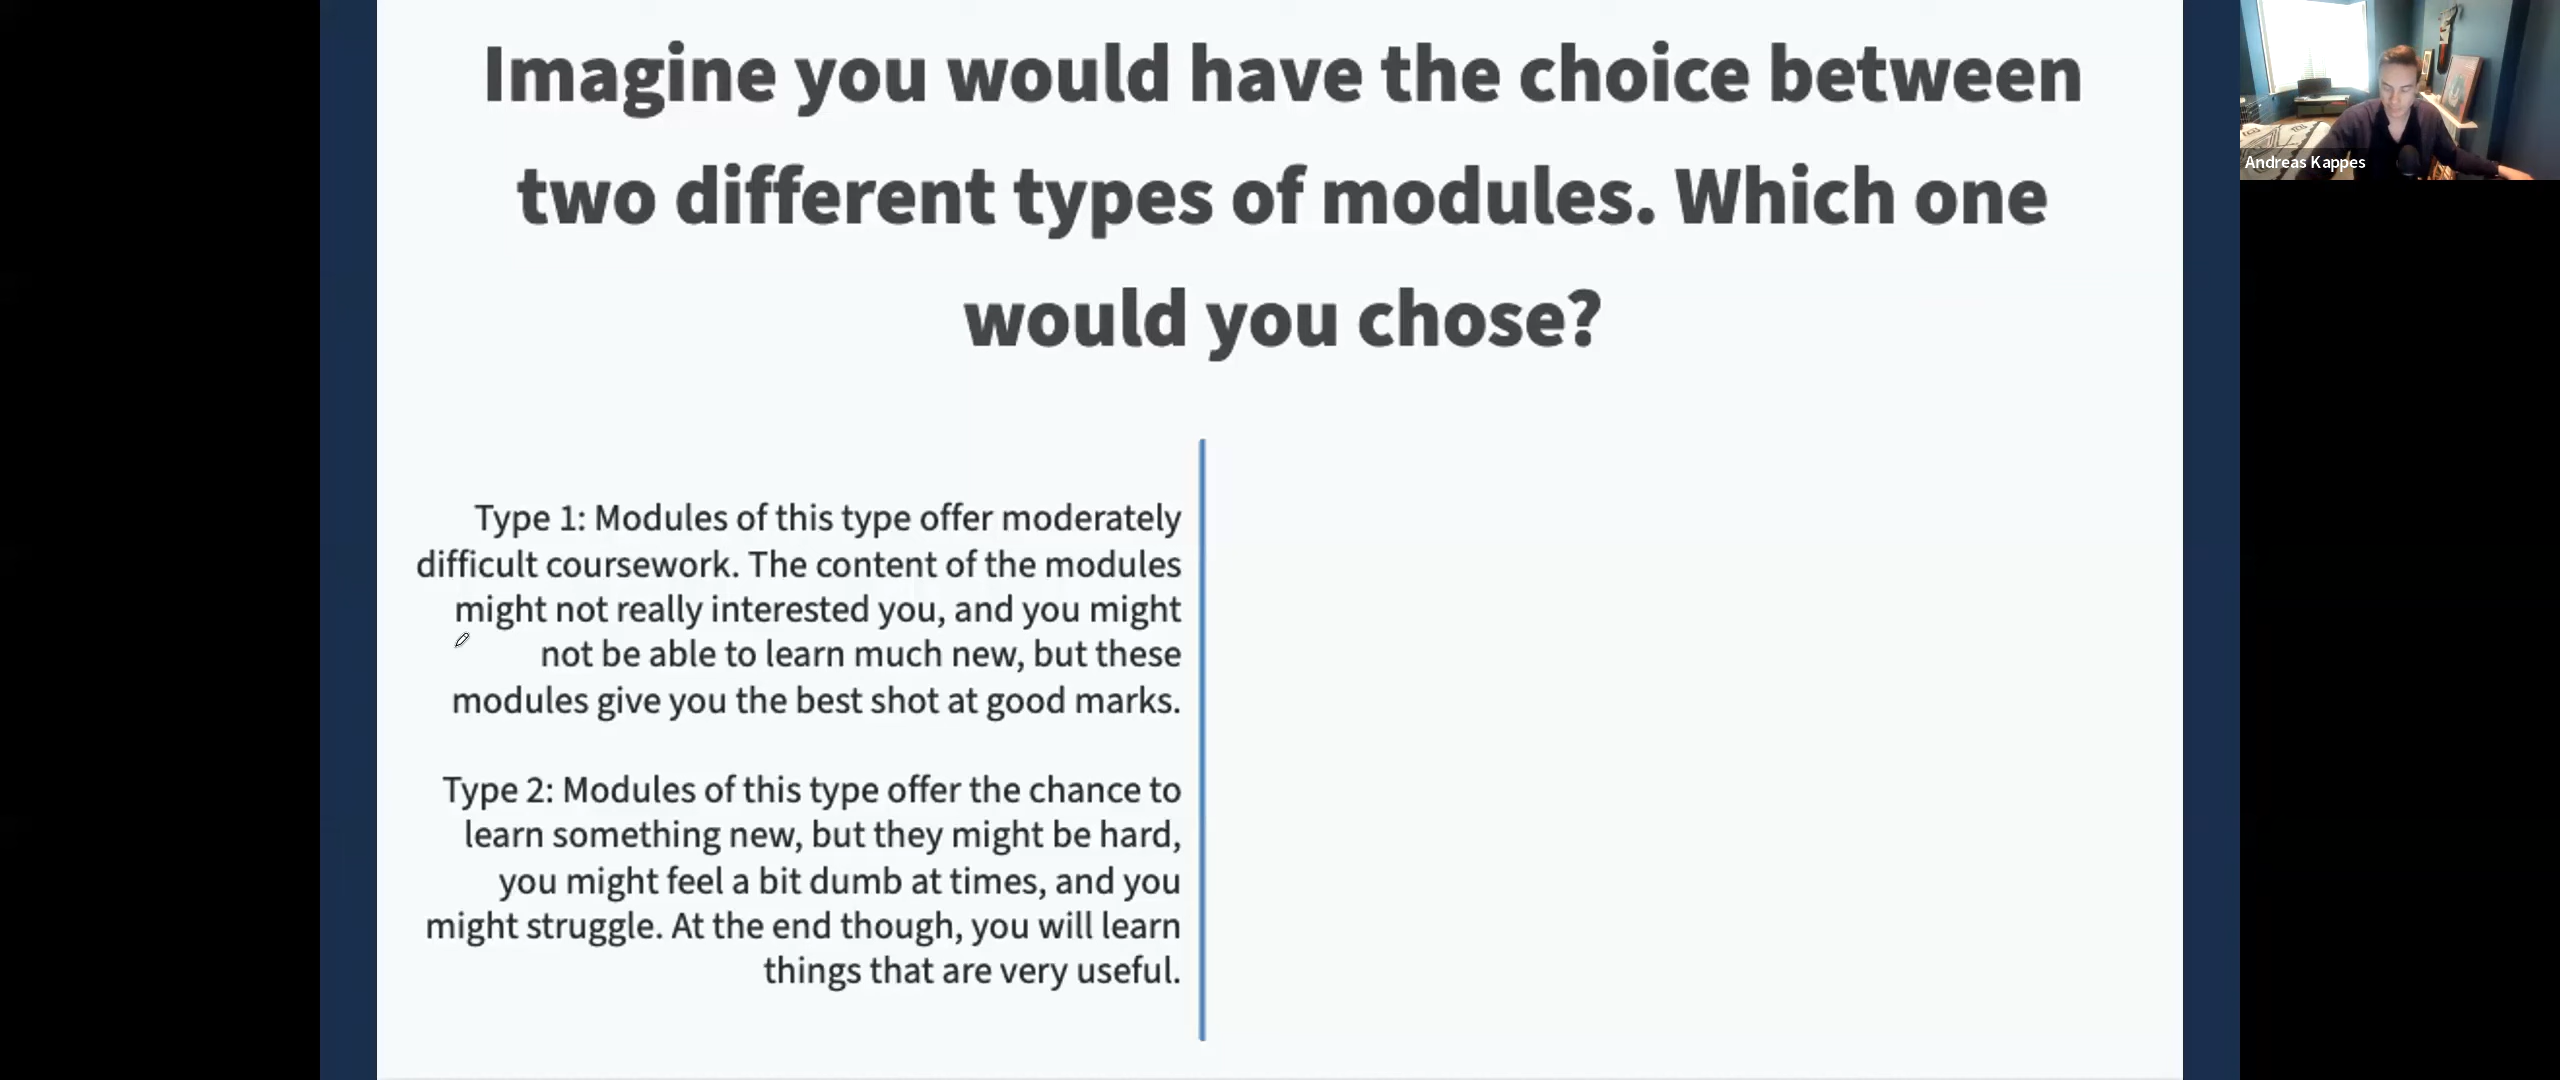 Imagine you would have the choice between
two different types of modules. Which one
would you chose?
Andreas Kappes
Type 1: Modules of this type offer moderately
difficult coursework. The content of the modules
might not really interested you, and you might
not be able to learn much new, but these
modules give you the best shot at good marks.
Type 2: Modules of this type offer the chance to
learn something new, but they might be hard,
you might feel a bit dumb at times, and you
might struggle. At the end though, you will learn
things that are very useful.